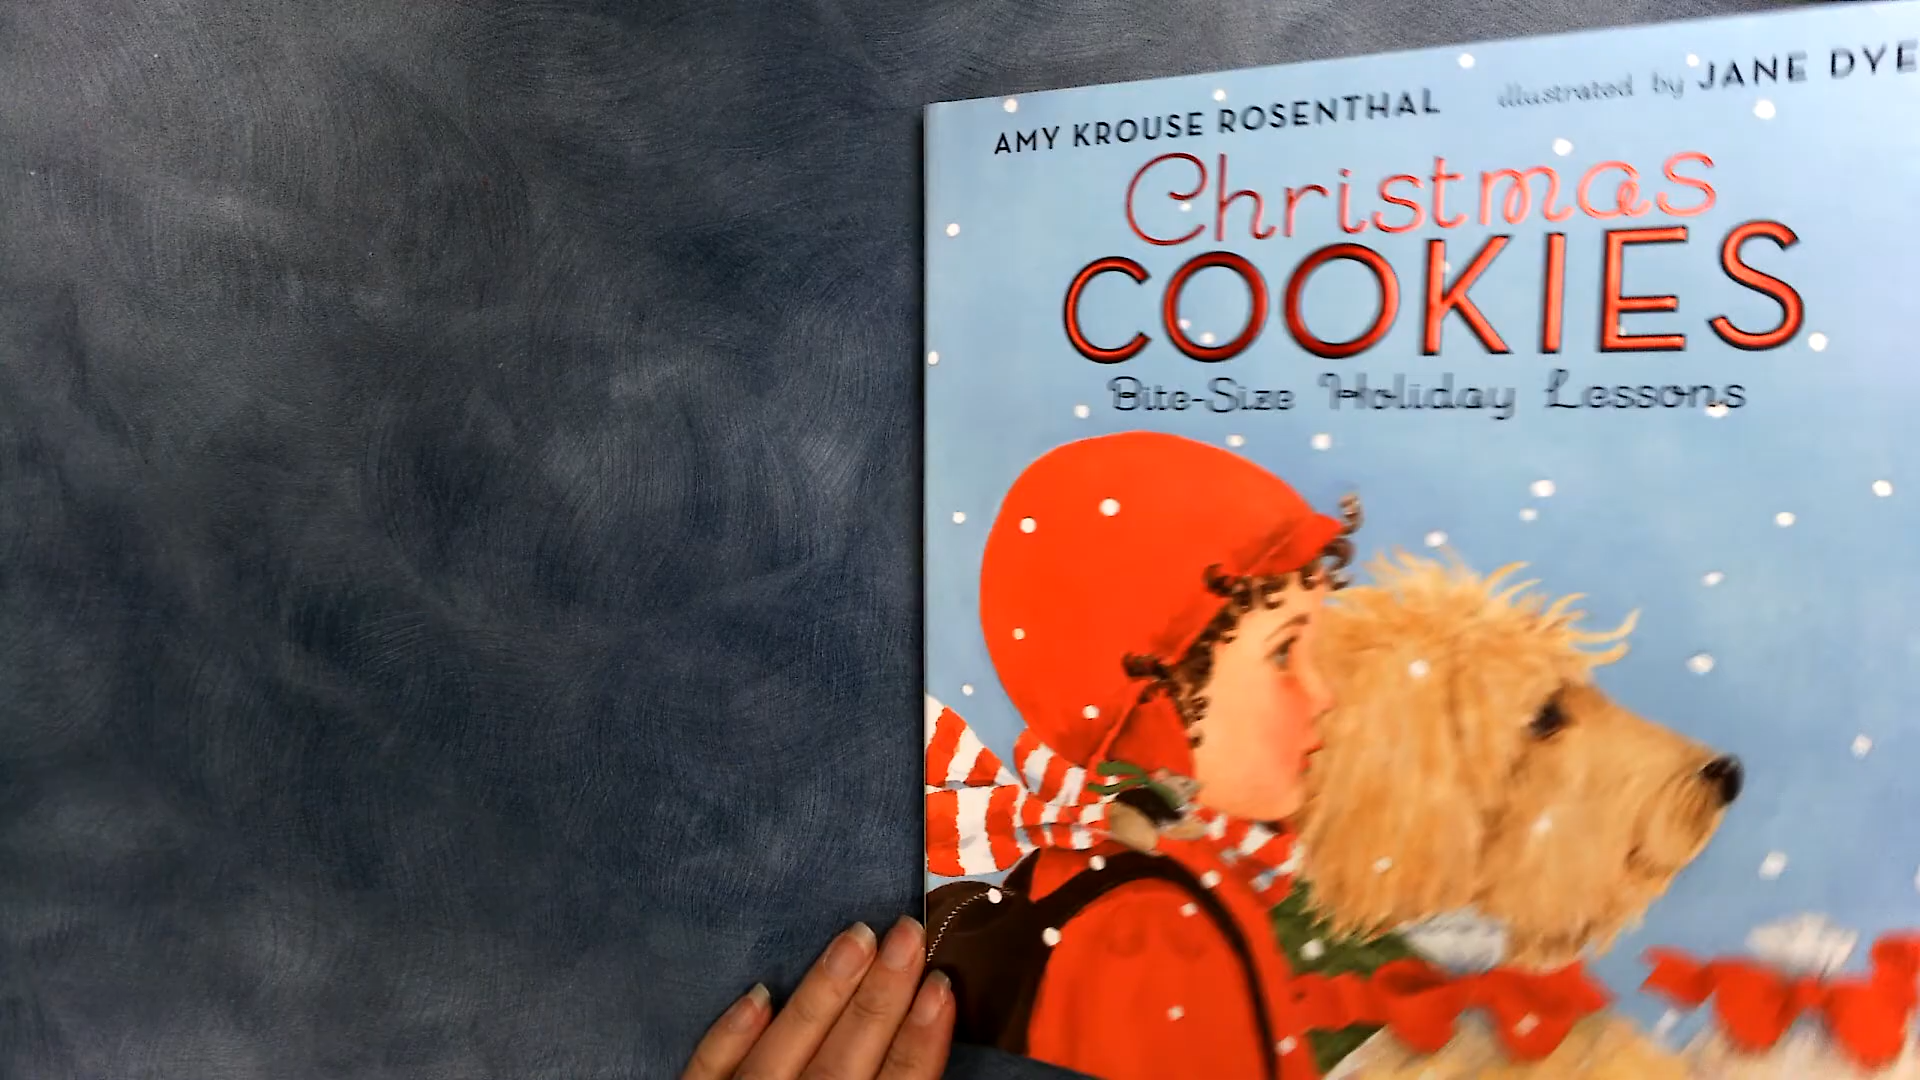 AMY KROUSE ROSENTHAL illustrated by JANE DYE
Christmas
COOKIES
Bite-Size Holiday Lessons